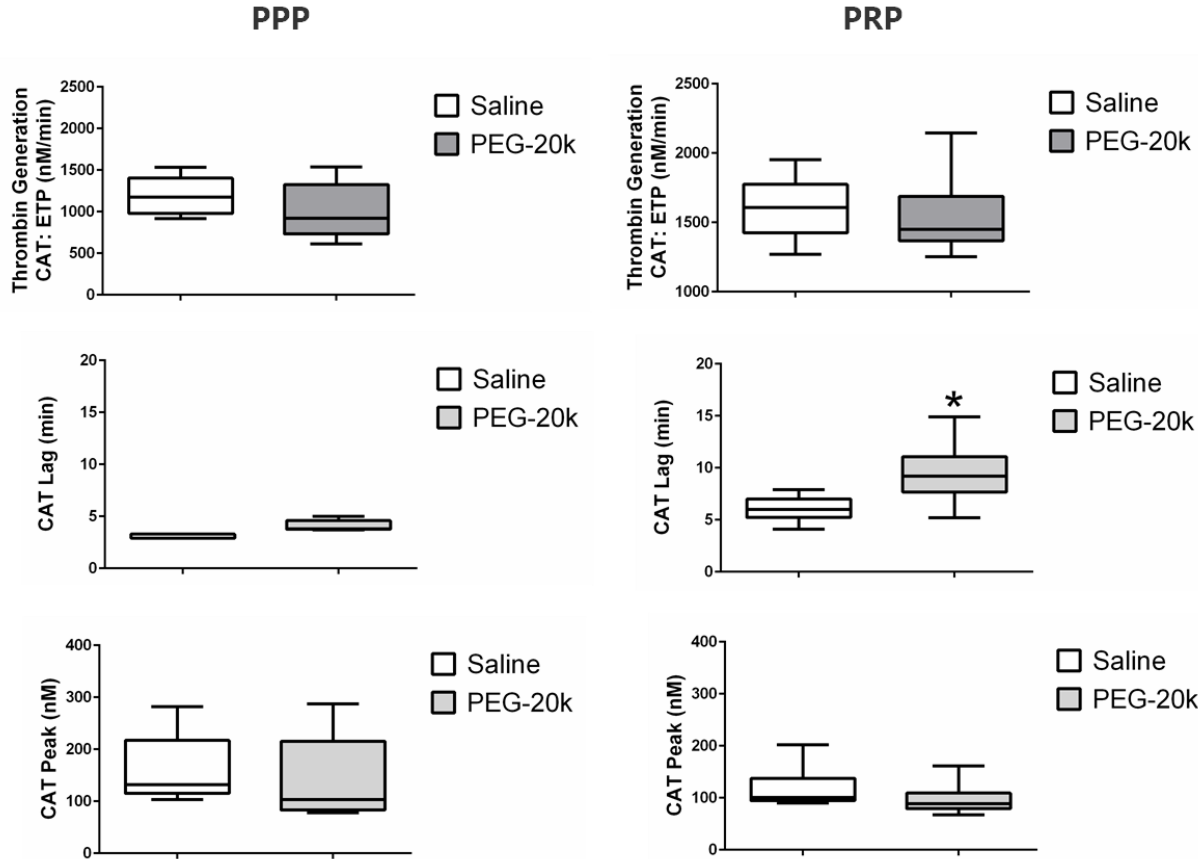 PPP
PRP
Thrombin Generation
CAT: ETP (nM/min)
2500
2000
1500
1000
500
0
Saline
PEG-20k
Thrombin Generation
CAT: ETP (nM/min)
2500
2000
1500
1000
Saline
PEG-20k
CAT Lag (min)
20
15
10
5
0
Saline
PEG-20k
CAT Lag (min)
20
15
10
5
0
*
Saline
PEG-20k
CAT Peak (nM)
400
300
200
100
0
Saline
PEG-20k
CAT Peak (nM)
400
300
200
100
0
Saline
PEG-20k